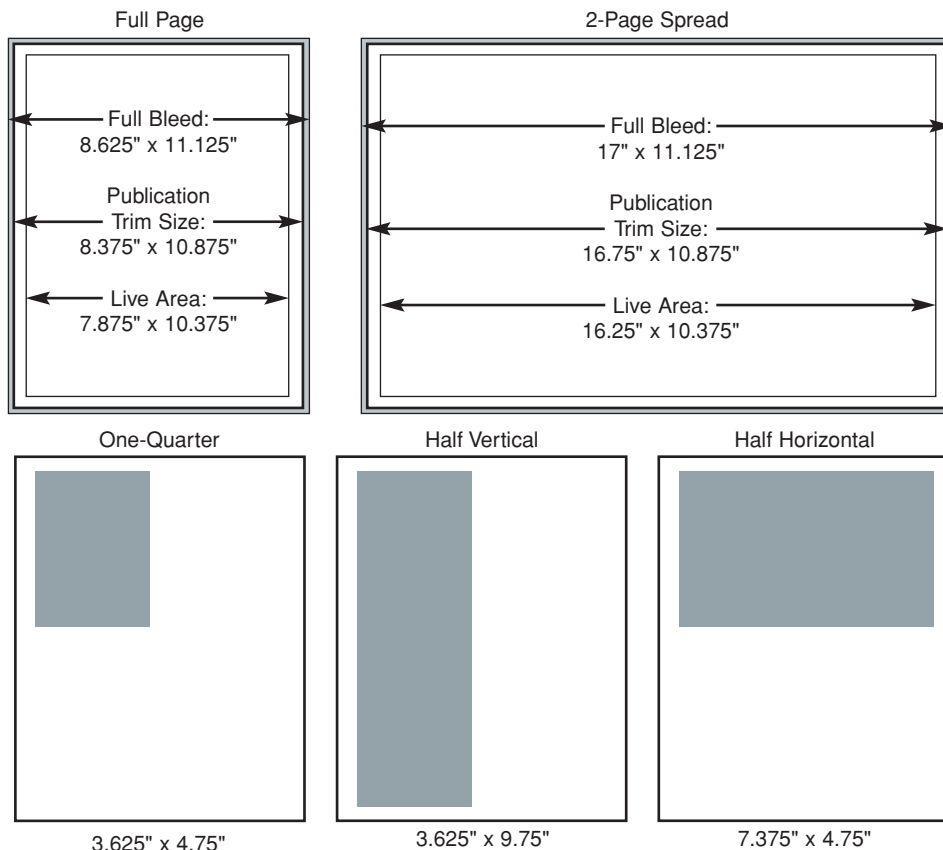 Full Page
Full Bleed:
8.625" x 11.125"
Publication
Trim Size:
8.375" x 10.875"
Live Area:
7.875" x 10.375"
2-Page Spread
Full Bleed:
17" x 11.125"
Publication
Trim Size:
16.75" x 10.875"
Live Area:
16.25" x 10.375"
One-Quarter
3.625" x 4.75"
Half Vertical
3.625" x 9.75"
Half Horizontal
7.375" x 4.75"